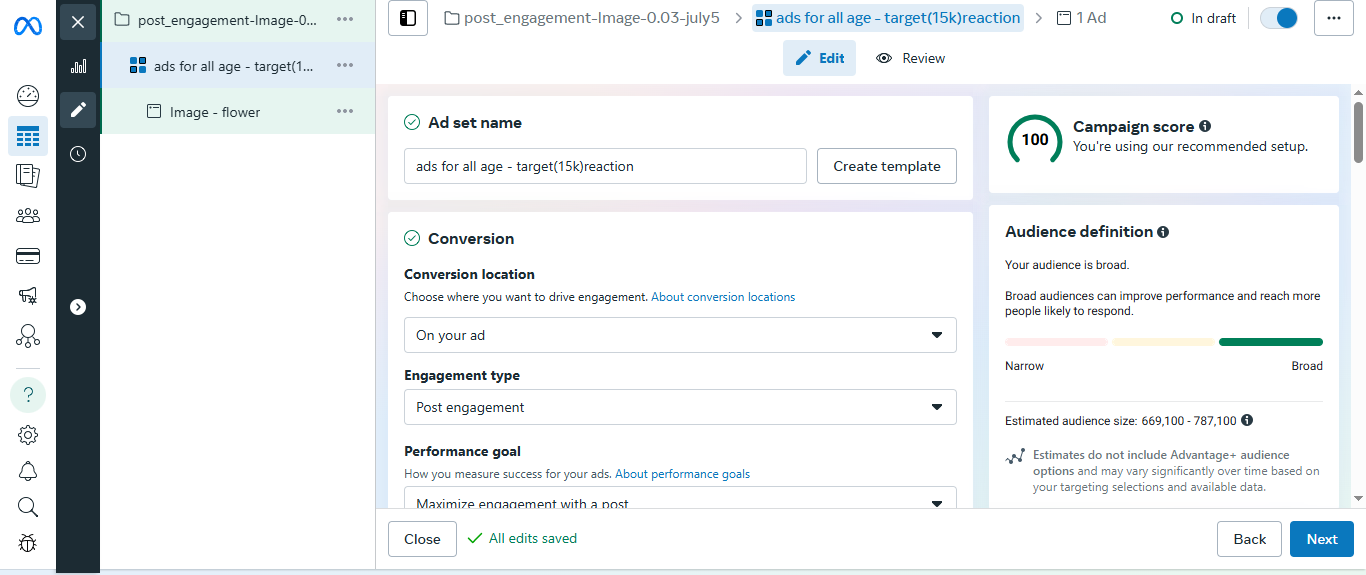 post_engagement-Image-0...
ads for all age - target(1...
Image - flower
post_engagement-Image-0.03-july5
ads for all age - target(15k)reaction
1 Ad
In draft
Edit
Review
Ad set name
ads for all age - target(15k)reaction
Create template
Conversion
Conversion location
Choose where you want to drive engagement. About conversion locations
On your ad
Engagement type
Post engagement
Performance goal
How you measure success for your ads. About performance goals
Maximize engagement with a post
100
Campaign score
You're using our recommended setup.
Audience definition
Your audience is broad.
Broad audiences can improve performance and reach more
people likely to respond.
Narrow
Broad
Estimated audience size: 669,100 - 787,100
Estimates do not include Advantage+ audience
options and may vary significantly over time based on
your targeting selections and available data.
Close
All edits saved
Back
Next